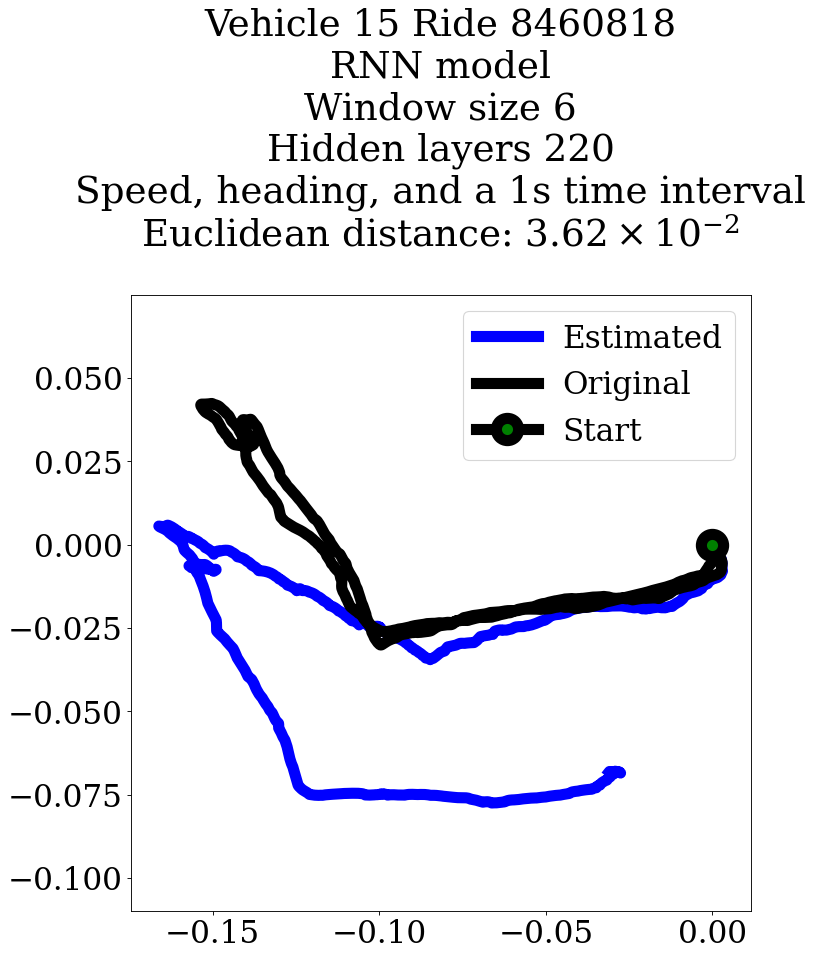 Vehicle 15 Ride 8460818
RNN model
Window size 6
Hidden layers 220
Speed, heading, and a 1s time interval
Euclidean distance: 3.62 × 10⁻²
Estimated
Original
Start
0.050
0.025
0.000
−0.025
−0.050
−0.075
−0.100
−0.15 −0.10 −0.05 0.00